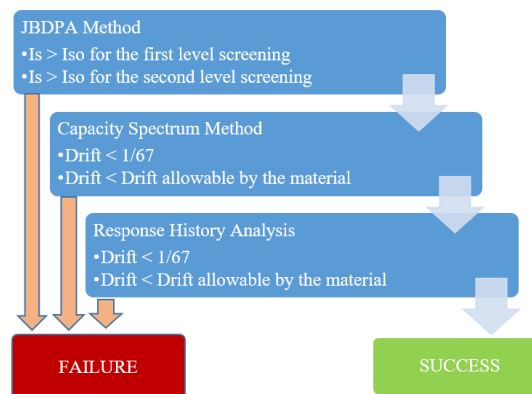 JBDPA Method
•Is > Iso for the first level screening
•Is > Iso for the second level screening
Capacity Spectrum Method
•Drift < 1/67
•Drift < Drift allowable by the material
Response History Analysis
•Drift < 1/67
•Drift < Drift allowable by the material
FAILURE
SUCCESS